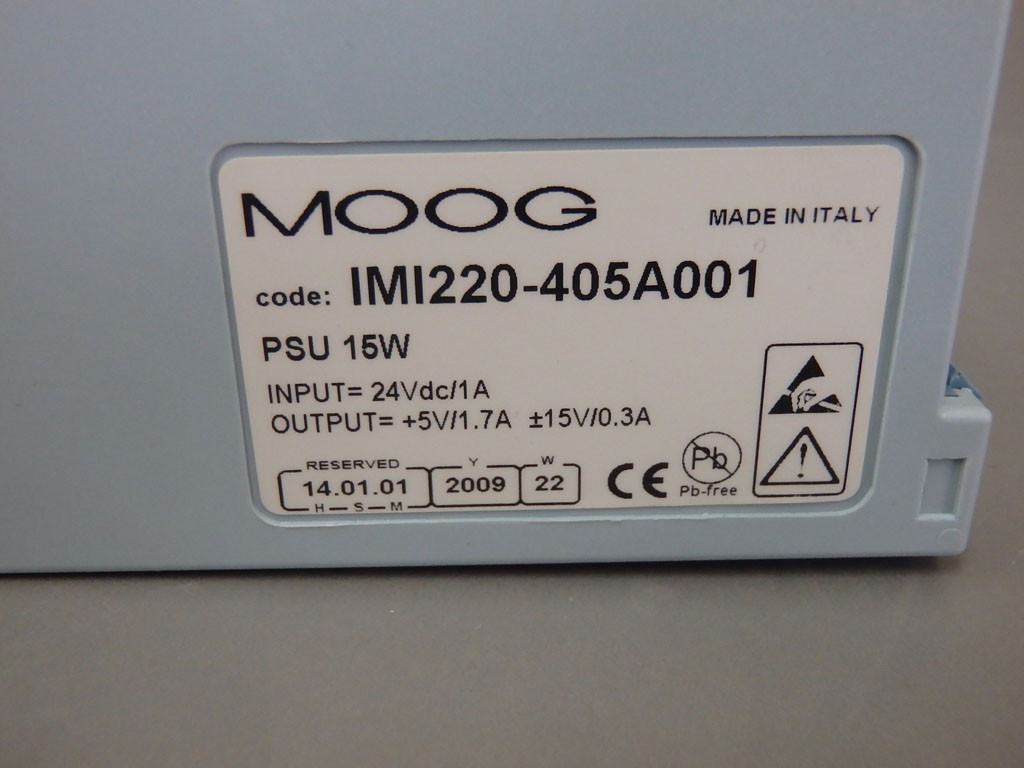 MOOG
MADE IN ITALY
code: IMI220-405A001
PSU 15W
INPUT= 24Vdc/1A
OUTPUT= +5V/1.7A ±15V/0.3A
RESERVED Y W
14.01.01 2009 22
H — S — M
CE
Pb
Pb-free